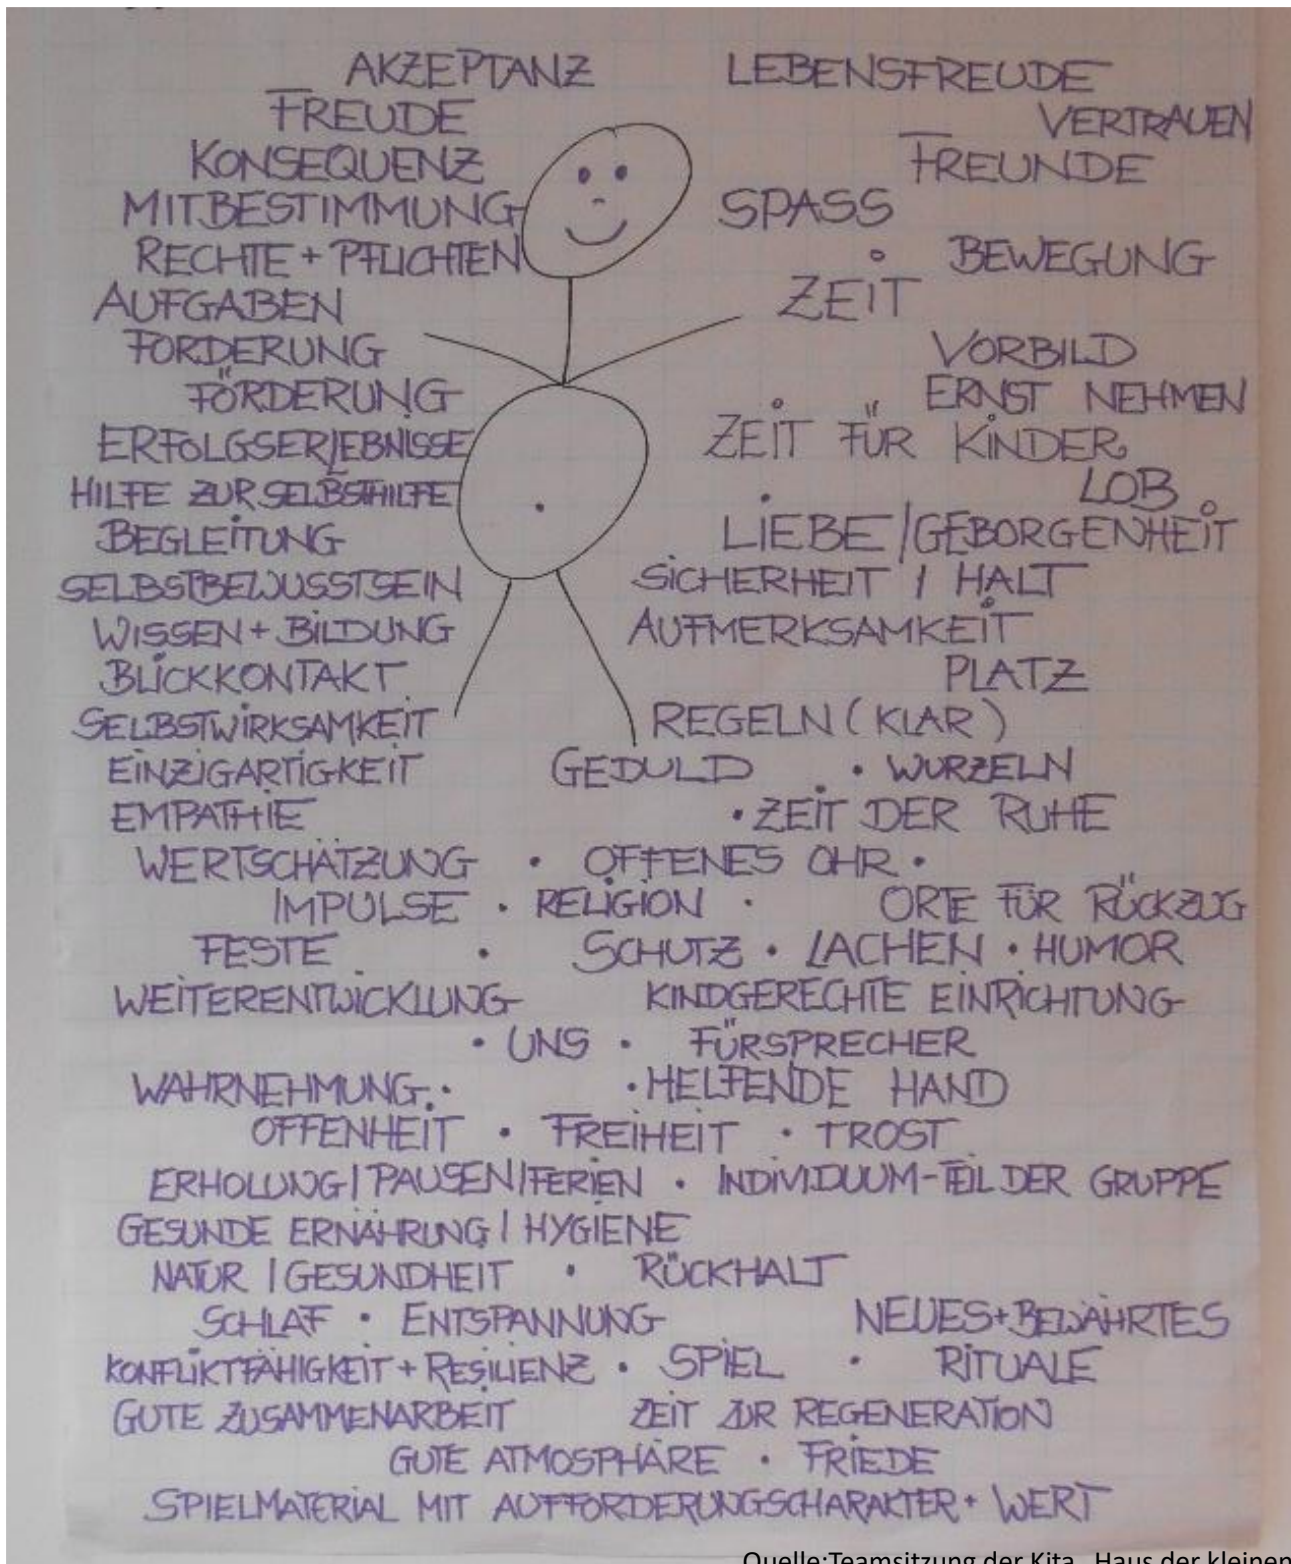 AKZEPTANZ LEBENSFREUDE
FREUDE VERTRAUEN
KONSEQUENZ FREUNDE
MITBESTIMMUNG SPASS
RECHTE + PFLICHTEN BEWEGUNG
AUFGABEN ZEIT
FORDERUNG VORBILD
FÖRDERUNG ERNST NEHMEN
ERFOLGSERLEBNISSE ZEIT FÜR KINDER
HILFE ZUR SELBSTHILFE LOB
BEGLEITUNG LIEBE / GEBORGENHEIT
SELBSTBEWUSSTSEIN SICHERHEIT / HALT
WISSEN + BILDUNG AUFMERKSAMKEIT
BLICKKONTAKT PLATZ
SELBSTWIRKSAMKEIT REGELN (KLAR)
EINZIGARTIGKEIT GEDULD • WURZELN
EMPATHIE • ZEIT DER RUHE
WERTSCHÄTZUNG • OFFENES OHR •
IMPULSE • RELIGION • ORTE FÜR RÜCKZUG
FESTE • SCHUTZ • LACHEN • HUMOR
WEITERENTWICKLUNG KINDGERECHTE EINRICHTUNG
• UNS • FÜRSPRECHER
WAHRNEHMUNG • • HELFENDE HAND
OFFENHEIT • FREIHEIT • TROST
ERHOLUNG / PAUSEN / FERIEN • INDIVIDUUM - TEIL DER GRUPPE
GESUNDE ERNÄHRUNG / HYGIENE
NATUR / GESUNDHEIT • RÜCKHALT
SCHLAF • ENTSPANNUNG NEUES + BEWÄHRTES
KONFLIKTFÄHIGKEIT + RESILIENZ • SPIEL • RITUALE
GUTE ZUSAMMENARBEIT ZEIT ZUR REGENERATION
GUTE ATMOSPHÄRE • FRIEDE
SPIELMATERIAL MIT AUFFORDERUNGSCHARAKTER + WERT
Quelle:Teamsitzung der Kita „Haus der kleinen